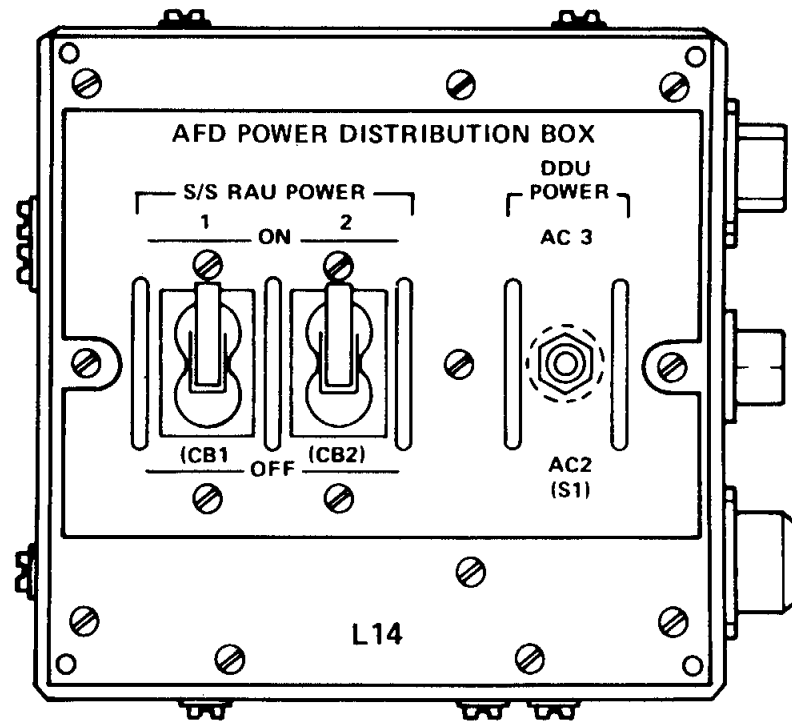 AFD POWER DISTRIBUTION BOX
S/S RAU POWER
1 ON 2
(CB1 OFF (CB2)
DDU
POWER
AC 3
AC2
(S1)
L14